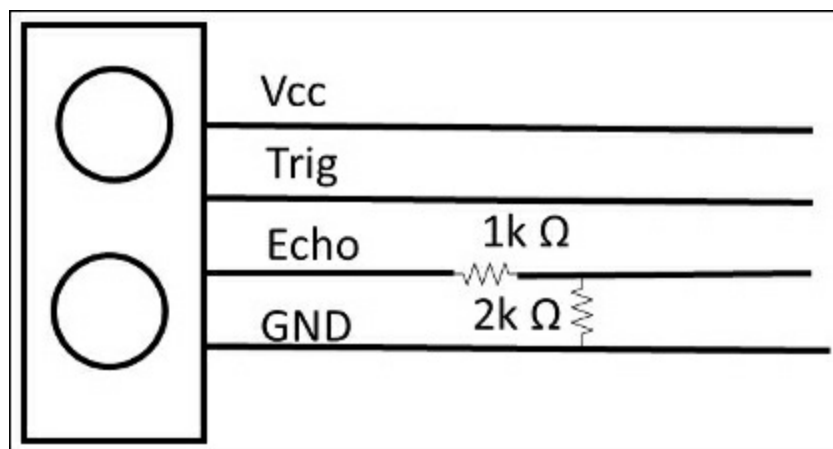 Vcc
Trig
Echo
1k Ω
2k Ω
GND